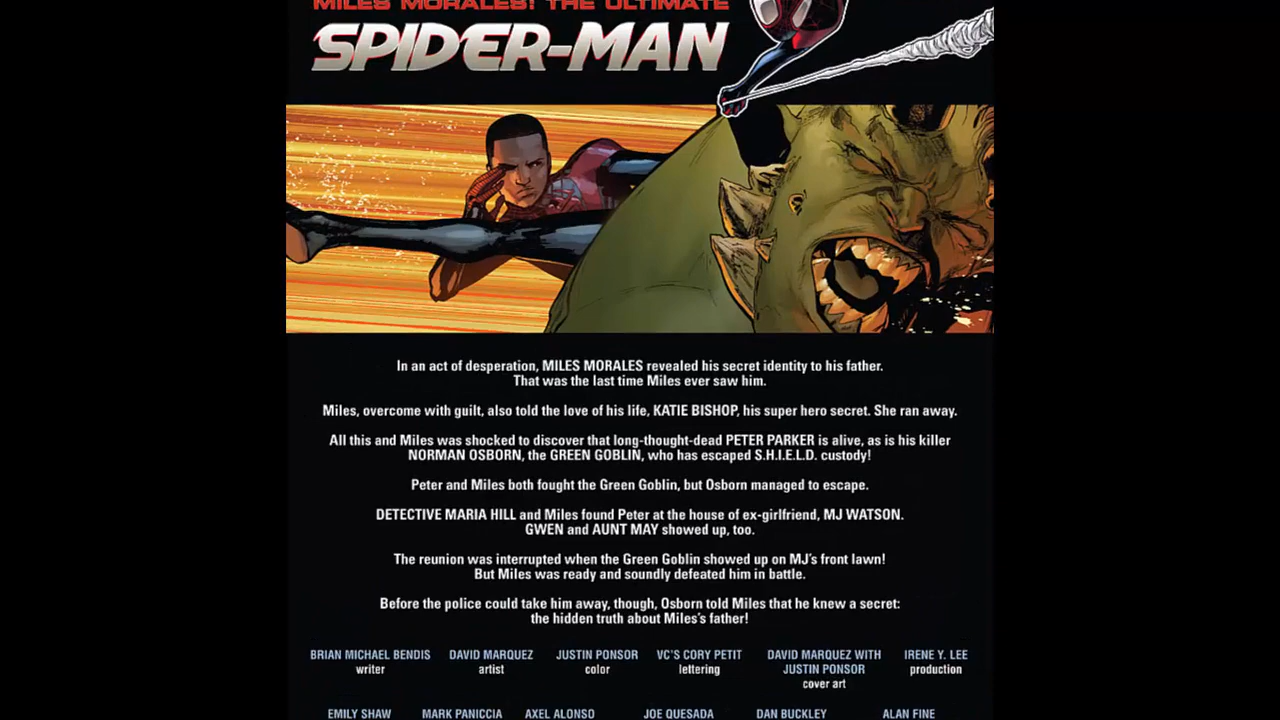 MILES MORALES: THE ULTIMATE
SPIDER-MAN
In an act of desperation, MILES MORALES revealed his secret identity to his father.
That was the last time Miles ever saw him.
Miles, overcome with guilt, also told the love of his life, KATIE BISHOP, his super hero secret. She ran away.
All this and Miles was shocked to discover that long-thought-dead PETER PARKER is alive, as is his killer
NORMAN OSBORN, the GREEN GOBLIN, who has escaped S.H.I.E.L.D. custody!
Peter and Miles both fought the Green Goblin, but Osborn managed to escape.
DETECTIVE MARIA HILL and Miles found Peter at the house of ex-girlfriend, MJ WATSON.
GWEN and AUNT MAY showed up, too.
The reunion was interrupted when the Green Goblin showed up on MJ's front lawn!
But Miles was ready and soundly defeated him in battle.
Before the police could take him away, though, Osborn told Miles that he knew a secret:
the hidden truth about Miles's father!
BRIAN MICHAEL BENDIS DAVID MARQUEZ JUSTIN PONSOR VC'S CORY PETIT DAVID MARQUEZ WITH IRENE Y. LEE
writer artist color lettering JUSTIN PONSOR production
cover art
EMILY SHAW MARK PANICCIA AXEL ALONSO JOE QUESADA DAN BUCKLEY ALAN FINE